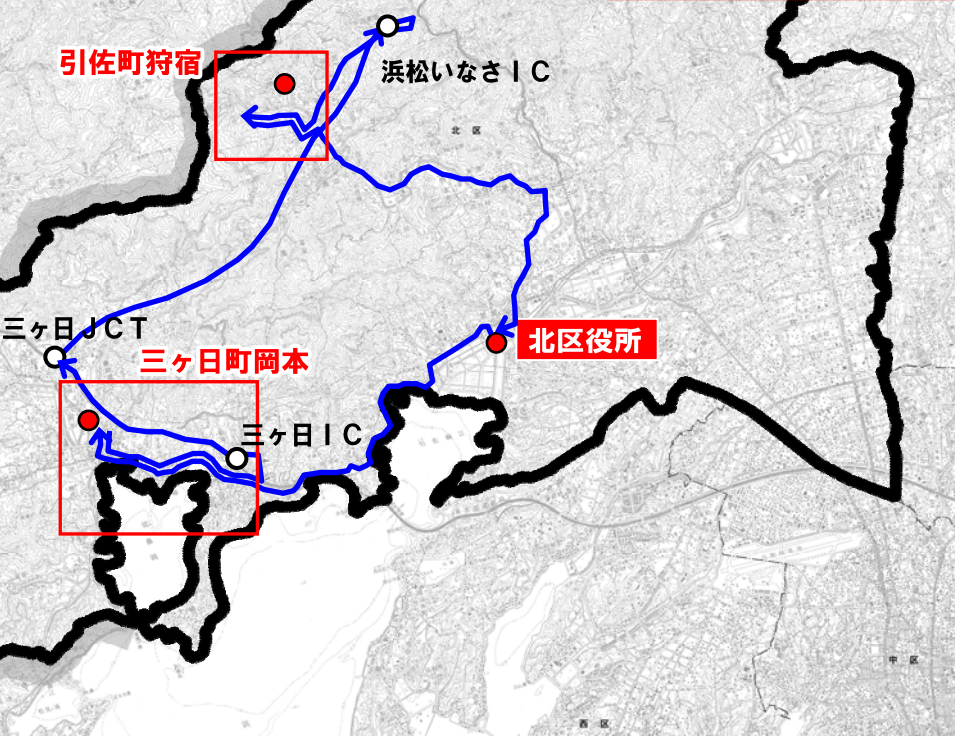 引佐町狩宿
浜松いなさＩＣ
北 区
三ヶ日ＪＣＴ
北区役所
三ヶ日町岡本
三ヶ日ＩＣ
中 区
西 区